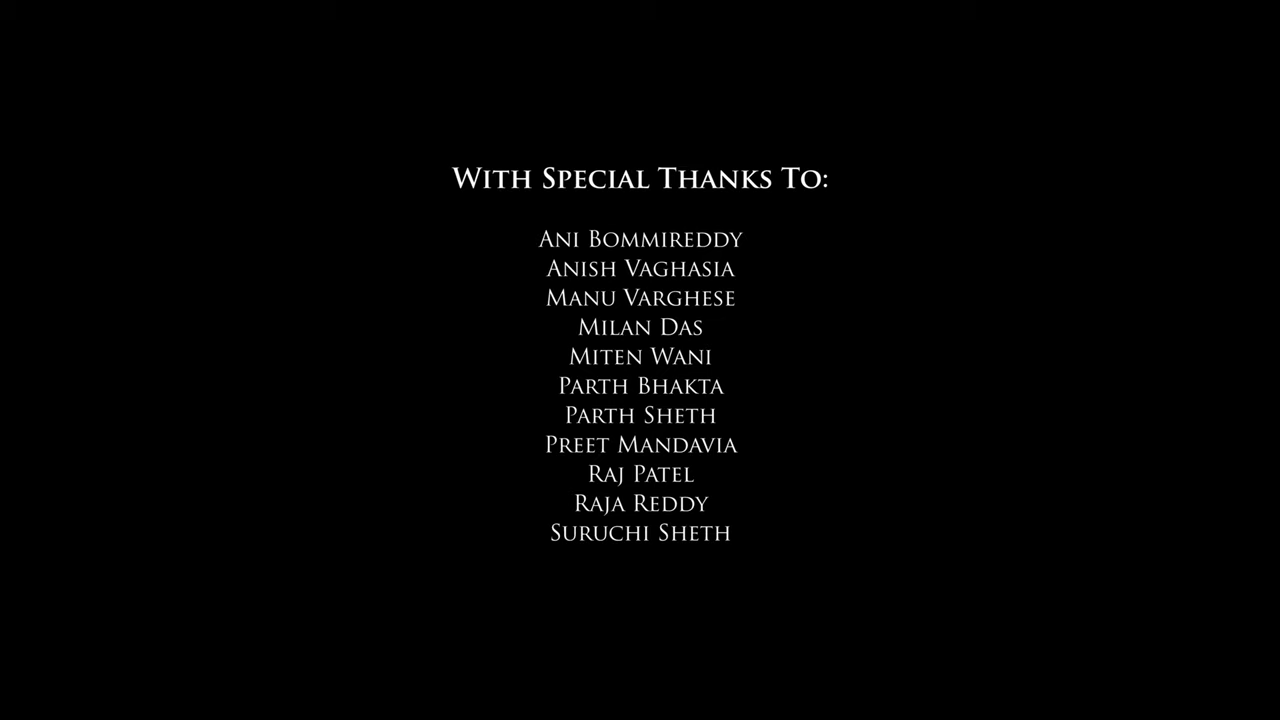 With Special Thanks To:
Ani Bommireddy
Anish Vaghasia
Manu Varghese
Milan Das
Miten Wani
Parth Bhakta
Parth Sheth
Preet Mandavia
Raj Patel
Raja Reddy
Suruchi Sheth